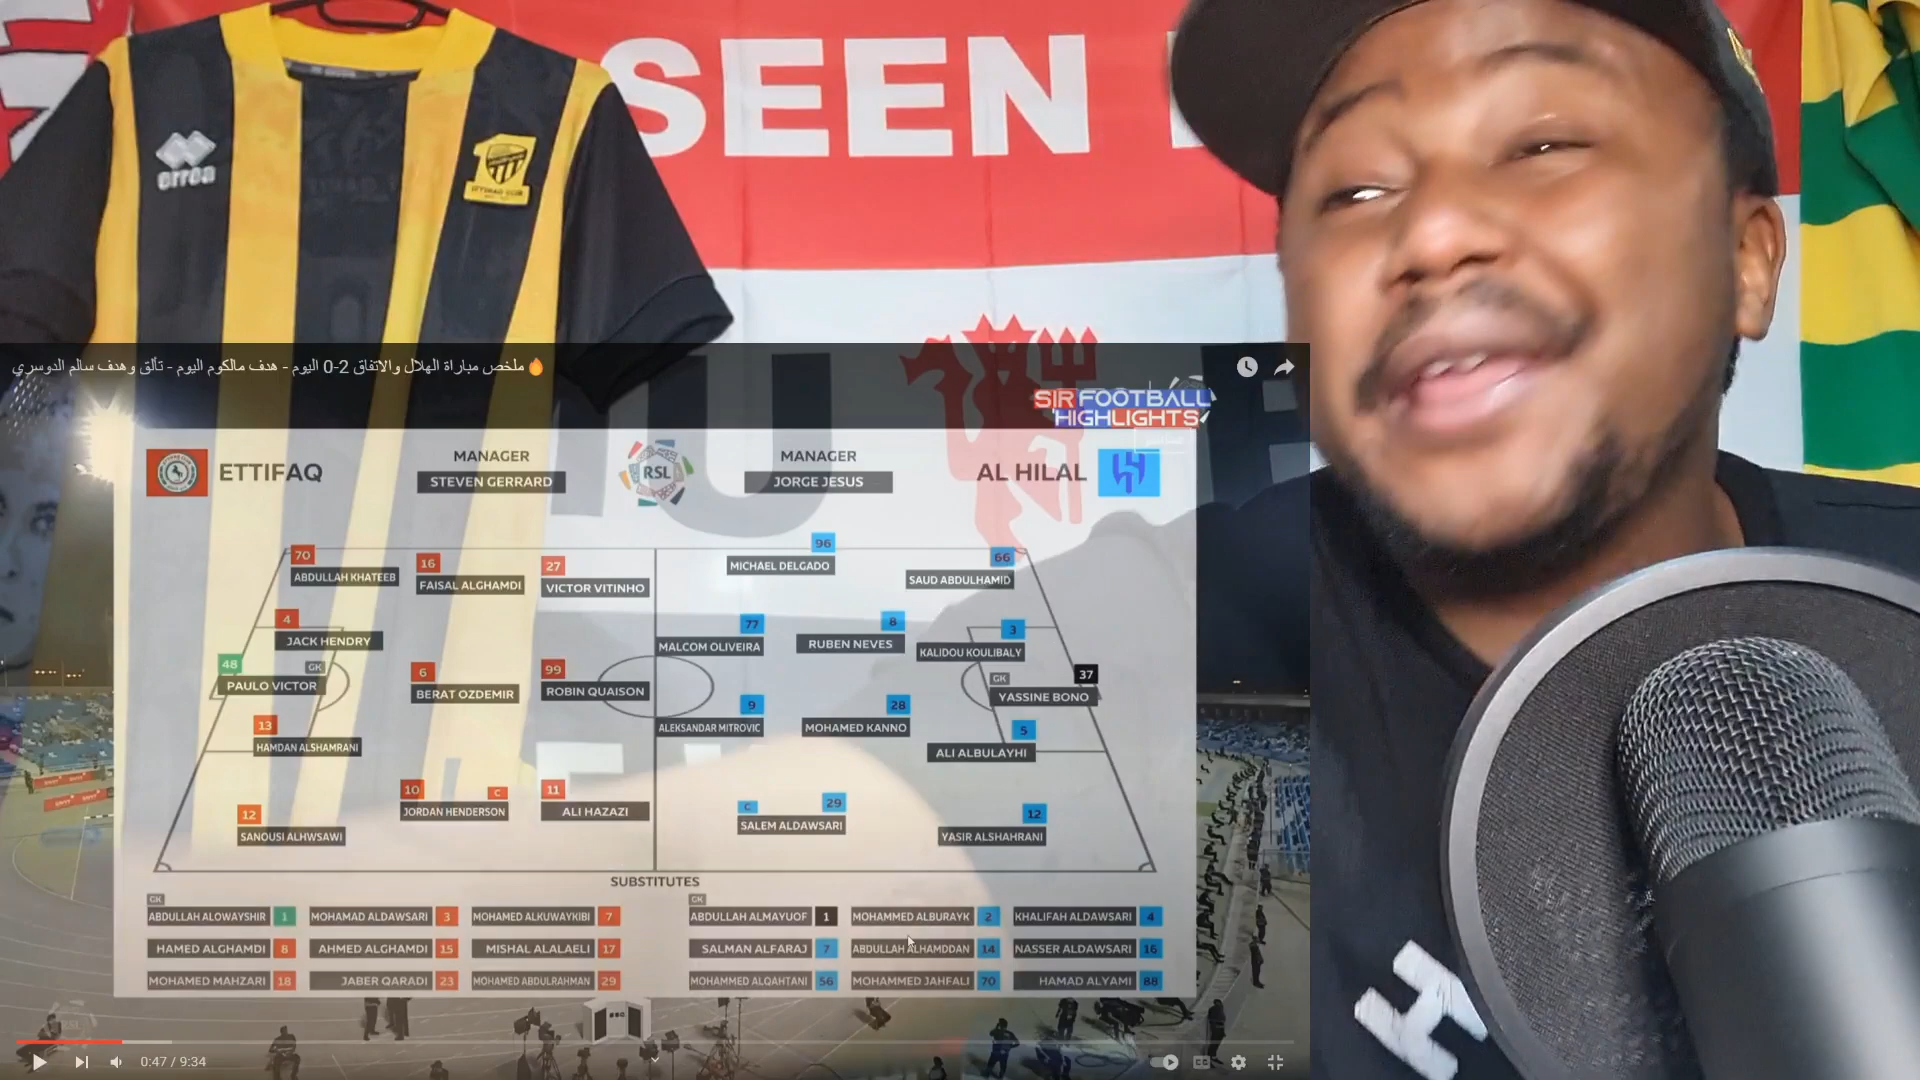 SEEN
errea
🔥 ملخص مباراة الهلال والاتفاق 2-0 اليوم - هدف مالكوم اليوم - تألق وهدف سالم الدوسري
SIR FOOTBALL
HIGHLIGHTS
ETTIFAQ
MANAGER
STEVEN GERRARD
RSL
MANAGER
JORGE JESUS
AL HILAL
70
ABDULLAH KHATEEB
16
FAISAL ALGHAMDI
27
VICTOR VITINHO
96
MICHAEL DELGADO
66
SAUD ABDULHAMID
4
JACK HENDRY
77
MALCOM OLIVEIRA
8
RUBEN NEVES
3
KALIDOU KOULIBALY
48
GK
PAULO VICTOR
6
BERAT OZDEMIR
99
ROBIN QUAISON
GK
37
YASSINE BONO
13
HAMDAN ALSHAMRANI
9
ALEKSANDAR MITROVIC
28
MOHAMED KANNO
5
ALI ALBULAYHI
12
SANOUSI ALHWSAWI
10
C
JORDAN HENDERSON
11
ALI HAZAZI
C
29
SALEM ALDAWSARI
12
YASIR ALSHAHRANI
SUBSTITUTES
GK
GK
ABDULLAH ALOWAYSHIR 1 MOHAMAD ALDAWSARI 3 MOHAMED ALKUWAYKIBI 7 ABDULLAH ALMAYUOF 1 MOHAMMED ALBURAYK 2 KHALIFAH ALDAWSARI 4
HAMED ALGHAMDI 8 AHMED ALGHAMDI 15 MISHAL ALALAELI 17 SALMAN ALFARAJ 7 ABDULLAH ALHAMDDAN 14 NASSER ALDAWSARI 16
MOHAMED MAHZARI 18 JABER QARADI 23 MOHAMED ABDULRAHMAN 29 MOHAMMED ALQAHTANI 56 MOHAMMED JAHFALI 70 HAMAD ALYAMI 88
0:47 / 9:34
H